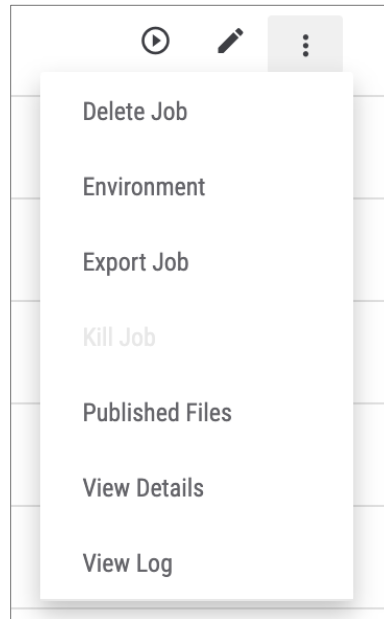 Delete Job
Environment
Export Job
Kill Job
Published Files
View Details
View Log